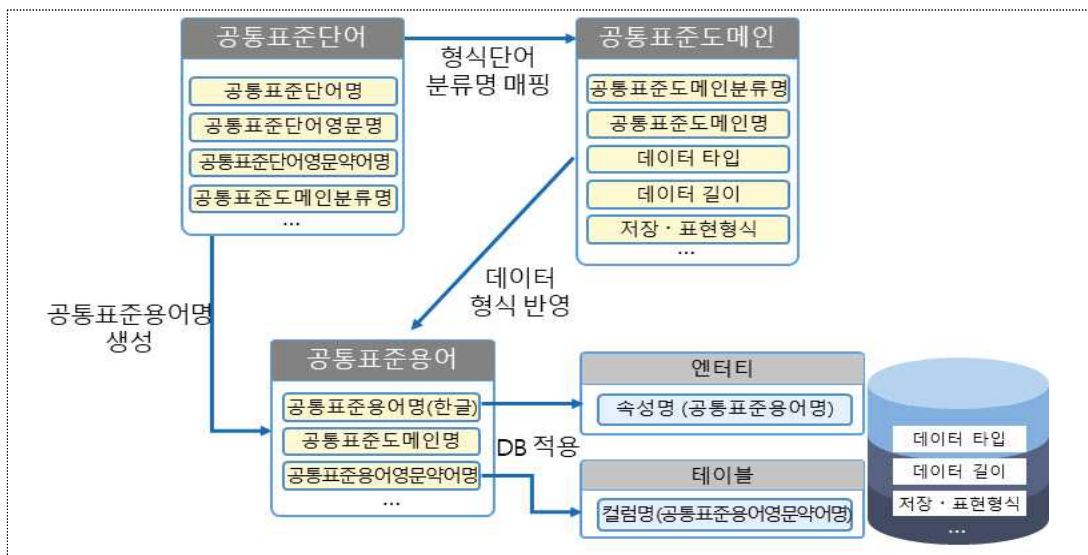 공통표준단어
공통표준단어명
공통표준단어영문명
공통표준단어영문약어명
공통표준도메인분류명
...
형식단어
분류명 매핑
공통표준도메인
공통표준도메인분류명
공통표준도메인명
데이터 타입
데이터 길이
저장 · 표현형식
...
공통표준용어명
생성
데이터
형식 반영
공통표준용어
공통표준용어명(한글)
공통표준도메인명
공통표준용어영문약어명
...
DB 적용
엔터티
속성명 (공통표준용어명)
테이블
컬럼명(공통표준용어영문약어명)
데이터 타입
데이터 길이
저장 · 표현형식
...